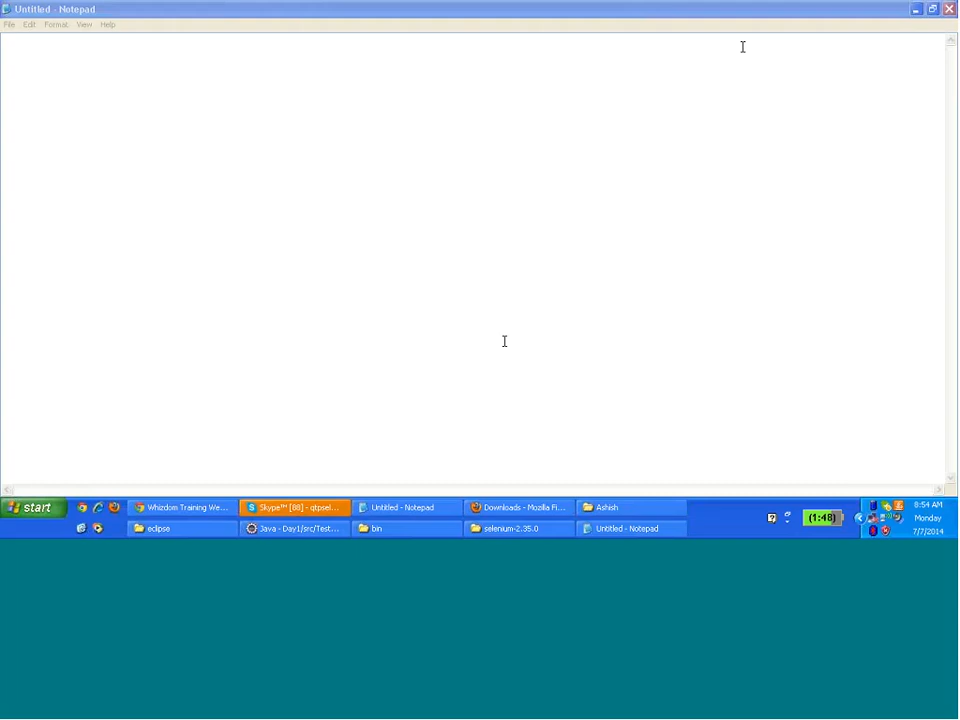 Untitled - Notepad
File Edit Format View Help
start
Whizdom Training We...
Skype™ [88] - qtpsel...
Untitled - Notepad
Downloads - Mozilla Fi...
Ashish
eclipse
Java - Day1/src/Test...
bin
selenium-2.35.0
Untitled - Notepad
(1:48)
8:54 AM
Monday
7/7/2014